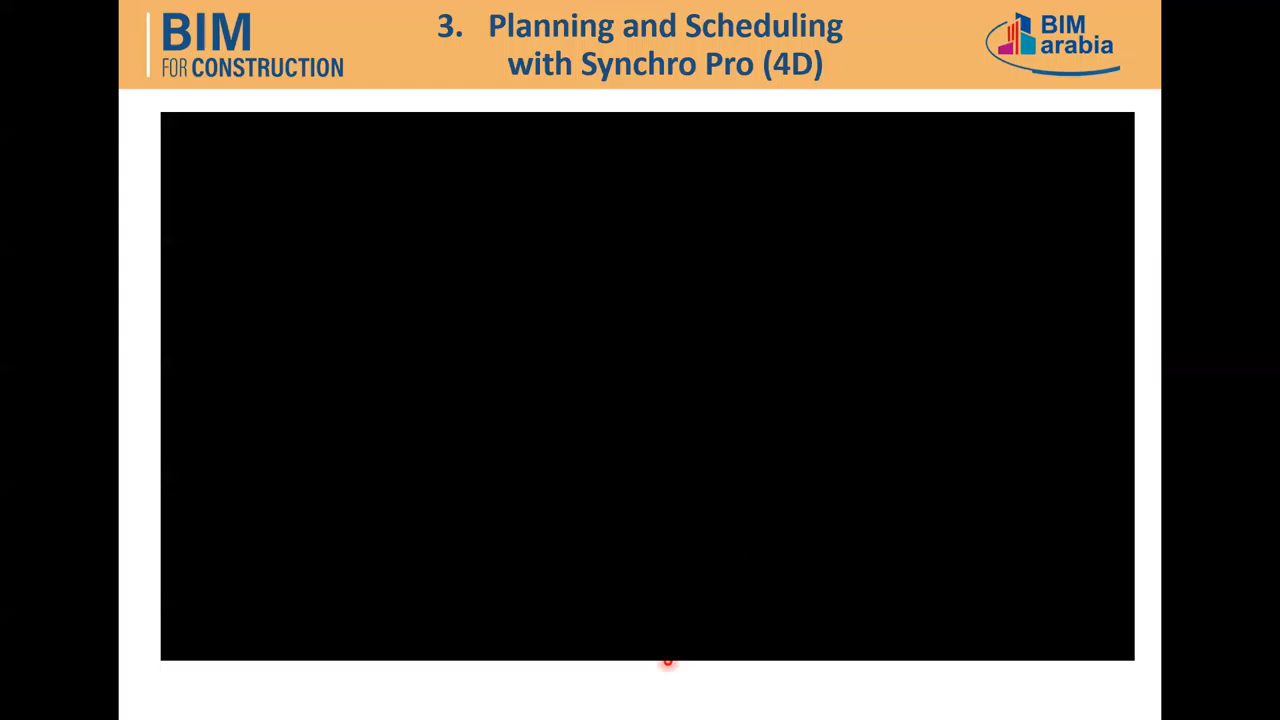 BIM
FOR CONSTRUCTION
3. Planning and Scheduling
with Synchro Pro (4D)
BIM
arabia